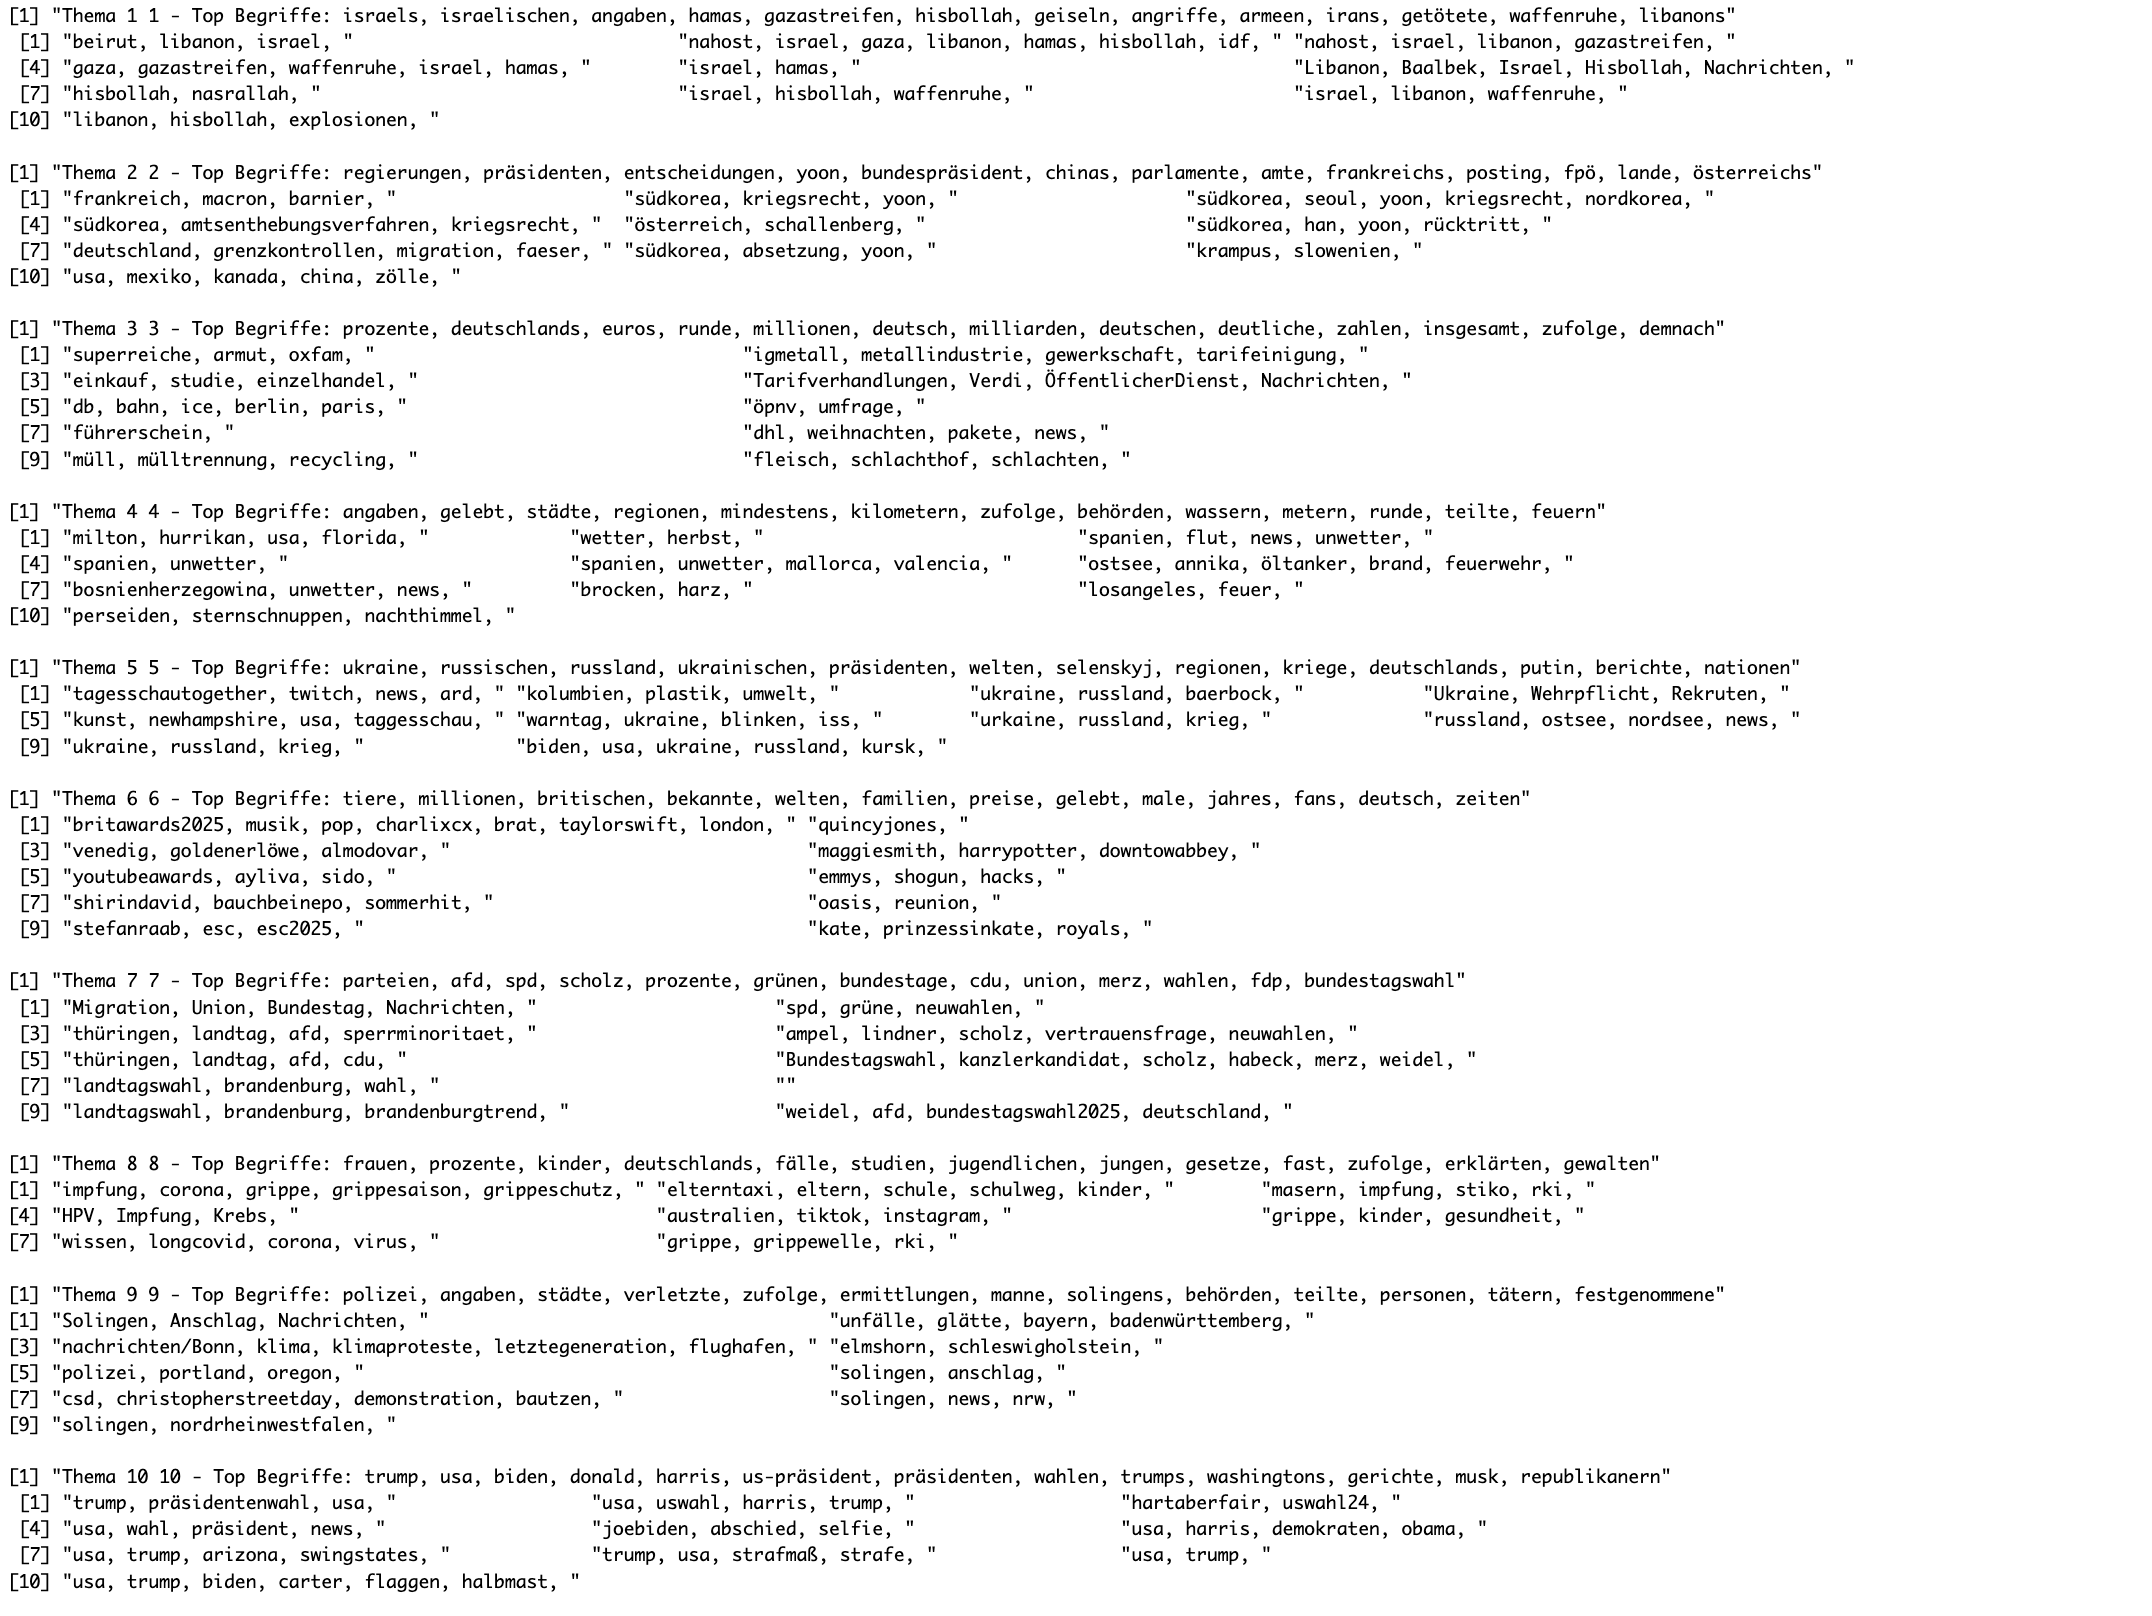 [1] "Thema 1 1 - Top Begriffe: israels, israelischen, angaben, hamas, gazastreifen, hisbollah, geiseln, angriffe, armeen, irans, getötete, waffenruhe, libanons"
[1] "beirut, libanon, israel, " "nahost, israel, gaza, libanon, hamas, hisbollah, idf, " "nahost, israel, libanon, gazastreifen, "
[4] "gaza, gazastreifen, waffenruhe, israel, hamas, " "israel, hamas, " "Libanon, Baalbek, Israel, Hisbollah, Nachrichten, "
[7] "hisbollah, nasrallah, " "israel, hisbollah, waffenruhe, " "israel, libanon, waffenruhe, "
[10] "libanon, hisbollah, explosionen, "
[1] "Thema 2 2 - Top Begriffe: regierungen, präsidenten, entscheidungen, yoon, bundespräsident, chinas, parlamente, amte, frankreichs, posting, fpö, lande, österreichs"
[1] "frankreich, macron, barnier, " "südkorea, kriegsrecht, yoon, " "südkorea, seoul, yoon, kriegsrecht, nordkorea, "
[4] "südkorea, amtsenthebungsverfahren, kriegsrecht, " "österreich, schallenberg, " "südkorea, han, yoon, rücktritt, "
[7] "deutschland, grenzkontrollen, migration, faeser, " "südkorea, absetzung, yoon, " "krampus, slowenien, "
[10] "usa, mexiko, kanada, china, zölle, "
[1] "Thema 3 3 - Top Begriffe: prozente, deutschlands, euros, runde, millionen, deutsch, milliarden, deutschen, deutliche, zahlen, insgesamt, zufolge, demnach"
[1] "superreiche, armut, oxfam, " "igmetall, metallindustrie, gewerkschaft, tarifeinigung, "
[3] "einkauf, studie, einzelhandel, " "Tarifverhandlungen, Verdi, ÖffentlicherDienst, Nachrichten, "
[5] "db, bahn, ice, berlin, paris, " "öpnv, umfrage, "
[7] "führerschein, " "dhl, weihnachten, pakete, news, "
[9] "müll, mülltrennung, recycling, " "fleisch, schlachthof, schlachten, "
[1] "Thema 4 4 - Top Begriffe: angaben, gelebt, städte, regionen, mindestens, kilometern, zufolge, behörden, wassern, metern, runde, teilte, feuern"
[1] "milton, hurrikan, usa, florida, " "wetter, herbst, " "spanien, flut, news, unwetter, "
[4] "spanien, unwetter, " "spanien, unwetter, mallorca, valencia, " "ostsee, annika, öltanker, brand, feuerwehr, "
[7] "bosnienherzegowina, unwetter, news, " "brocken, harz, " "losangeles, feuer, "
[10] "perseiden, sternschnuppen, nachthimmel, "
[1] "Thema 5 5 - Top Begriffe: ukraine, russischen, russland, ukrainischen, präsidenten, welten, selenskyj, regionen, kriege, deutschlands, putin, berichte, nationen"
[1] "tagesschautogether, twitch, news, ard, " "kolumbien, plastik, umwelt, " "ukraine, russland, baerbock, " "Ukraine, Wehrpflicht, Rekruten, "
[5] "kunst, newhampshire, usa, taggesschau, " "warntag, ukraine, blinken, iss, " "urkaine, russland, krieg, " "russland, ostsee, nordsee, news, "
[9] "ukraine, russland, krieg, " "biden, usa, ukraine, russland, kursk, "
[1] "Thema 6 6 - Top Begriffe: tiere, millionen, britischen, bekannte, welten, familien, preise, gelebt, male, jahres, fans, deutsch, zeiten"
[1] "britawards2025, musik, pop, charlixcx, brat, taylorswift, london, " "quincyjones, "
[3] "venedig, goldenerlöwe, almodovar, " "maggiesmith, harrypotter, downtowabbey, "
[5] "youtubeawards, ayliva, sido, " "emmys, shogun, hacks, "
[7] "shirindavid, bauchbeinepo, sommerhit, " "oasis, reunion, "
[9] "stefanraab, esc, esc2025, " "kate, prinzessinkate, royals, "
[1] "Thema 7 7 - Top Begriffe: parteien, afd, spd, scholz, prozente, grünen, bundestage, cdu, union, merz, wahlen, fdp, bundestagswahl"
[1] "Migration, Union, Bundestag, Nachrichten, " "spd, grüne, neuwahlen, "
[3] "thüringen, landtag, afd, sperrminoritaet, " "ampel, lindner, scholz, vertrauensfrage, neuwahlen, "
[5] "thüringen, landtag, afd, cdu, " "Bundestagswahl, kanzlerkandidat, scholz, habeck, merz, weidel, "
[7] "landtagswahl, brandenburg, wahl, " ""
[9] "landtagswahl, brandenburg, brandenburgtrend, " "weidel, afd, bundestagswahl2025, deutschland, "
[1] "Thema 8 8 - Top Begriffe: frauen, prozente, kinder, deutschlands, fälle, studien, jugendlichen, jungen, gesetze, fast, zufolge, erklärten, gewalten"
[1] "impfung, corona, grippe, grippesaison, grippeschutz, " "elterntaxi, eltern, schule, schulweg, kinder, " "masern, impfung, stiko, rki, "
[4] "HPV, Impfung, Krebs, " "australien, tiktok, instagram, " "grippe, kinder, gesundheit, "
[7] "wissen, longcovid, corona, virus, " "grippe, grippewelle, rki, "
[1] "Thema 9 9 - Top Begriffe: polizei, angaben, städte, verletzte, zufolge, ermittlungen, manne, solingens, behörden, teilte, personen, tätern, festgenommene"
[1] "Solingen, Anschlag, Nachrichten, " "unfälle, glätte, bayern, badenwürttemberg, "
[3] "nachrichten/Bonn, klima, klimaproteste, letztegeneration, flughafen, " "elmshorn, schleswigholstein, "
[5] "polizei, portland, oregon, " "solingen, anschlag, "
[7] "csd, christopherstreetday, demonstration, bautzen, " "solingen, news, nrw, "
[9] "solingen, nordrheinwestfalen, "
[1] "Thema 10 10 - Top Begriffe: trump, usa, biden, donald, harris, us-präsident, präsidenten, wahlen, trumps, washingtons, gerichte, musk, republikanern"
[1] "trump, präsidentenwahl, usa, " "usa, uswahl, harris, trump, " "hartaberfair, uswahl24, "
[4] "usa, wahl, präsident, news, " "joebiden, abschied, selfie, " "usa, harris, demokraten, obama, "
[7] "usa, trump, arizona, swingstates, " "trump, usa, strafmaß, strafe, " "usa, trump, "
[10] "usa, trump, biden, carter, flaggen, halbmast, "